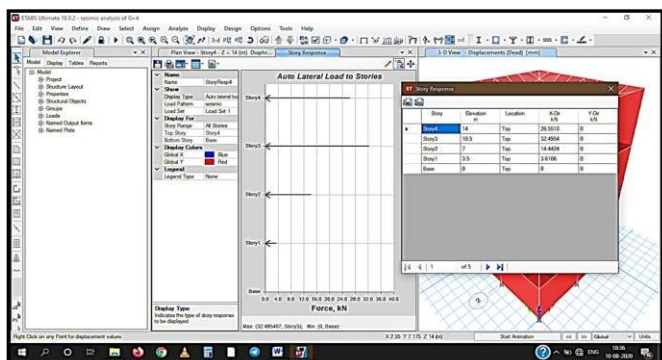 ETABS Ultimate 18.0.2 - seismic analysis of G+4
File Edit View Define Draw Select Assign Analyze Display Design Options Tools Help
Model Explorer
Model Display Tables Reports
Model
Project
Structure Layout
Properties
Structural Objects
Groups
Loads
Named Output Items
Named Plots
Plan View - Story4 - Z = 14 (m) Displa...
Story Response
Name
Name StoryResp4
Show
Display Type Auto lateral loa
Load Pattern seismic
Load Set Load Set 1
Display For
Story Range All Stories
Top Story Story4
Bottom Story Base
Display Colors
Global X Blue
Global Y Red
Legend
Legend Type None
Display Type
Indicates the type of story response to be displayed
Auto Lateral Load to Stories
Story4
Story3
Story2
Story1
Base
0.0 4.0 8.0 12.0 16.0 20.0 24.0 28.0 32.0 36.0 40.0
Force, kN
Max: (32.495407, Story3); Min: (0, Base)
3-D View - Displacements (Dead) [mm]
Story Response
Story Elevation Location X-Dir Y-Dir
m kN kN
Story4 14 Top 26.5518 0
Story3 10.5 Top 32.4954 0
Story2 7 Top 14.4424 0
Story1 3.5 Top 3.6106 0
Base 0 Top 0 0
1 of 5
Right Click on any Point for displacement values
X 2.35 Y 7.175 Z 14 (m)
Start Animation
<< >>
Global
Units
ENG
18:36
10-08-2020